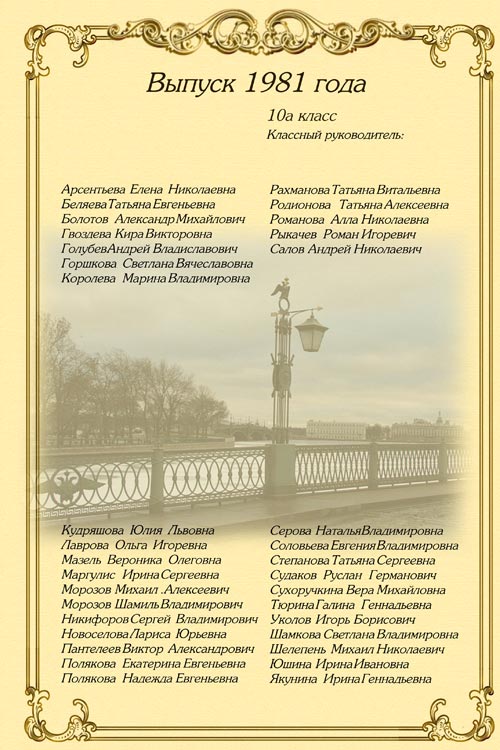 Выпуск 1981 года
10а класс
Классный руководитель:
Арсентьева Елена Николаевна
Беляева Татьяна Евгеньевна
Болотов Александр Михайлович
Гвоздева Кира Викторовна
Голубев Андрей Владиславович
Горшкова Светлана Вячеславовна
Королева Марина Владимировна
Рахманова Татьяна Витальевна
Родионова Татьяна Алексеевна
Романова Алла Николаевна
Рыкачев Роман Игоревич
Салов Андрей Николаевич
Кудряшова Юлия Львовна
Лаврова Ольга Игоревна
Мазель Вероника Олеговна
Маргулис Ирина Сергеевна
Морозов Михаил .Алексеевич
Морозов Шамиль Владимирович
Никифоров Сергей Владимирович
Новоселова Лариса Юрьевна
Пантелеев Виктор Александрович
Полякова Екатерина Евгеньевна
Полякова Надежда Евгеньевна
Серова Наталья Владимировна
Соловьева Евгения Владимировна
Степанова Татьяна Сергеевна
Судаков Руслан Германович
Сухоручкина Вера Михайловна
Тюрина Галина Геннадьевна
Уколов Игорь Борисович
Шамкова Светлана Владимировна
Шелепень Михаил Николаевич
Юшина Ирина Ивановна
Якунина Ирина Геннадьевна